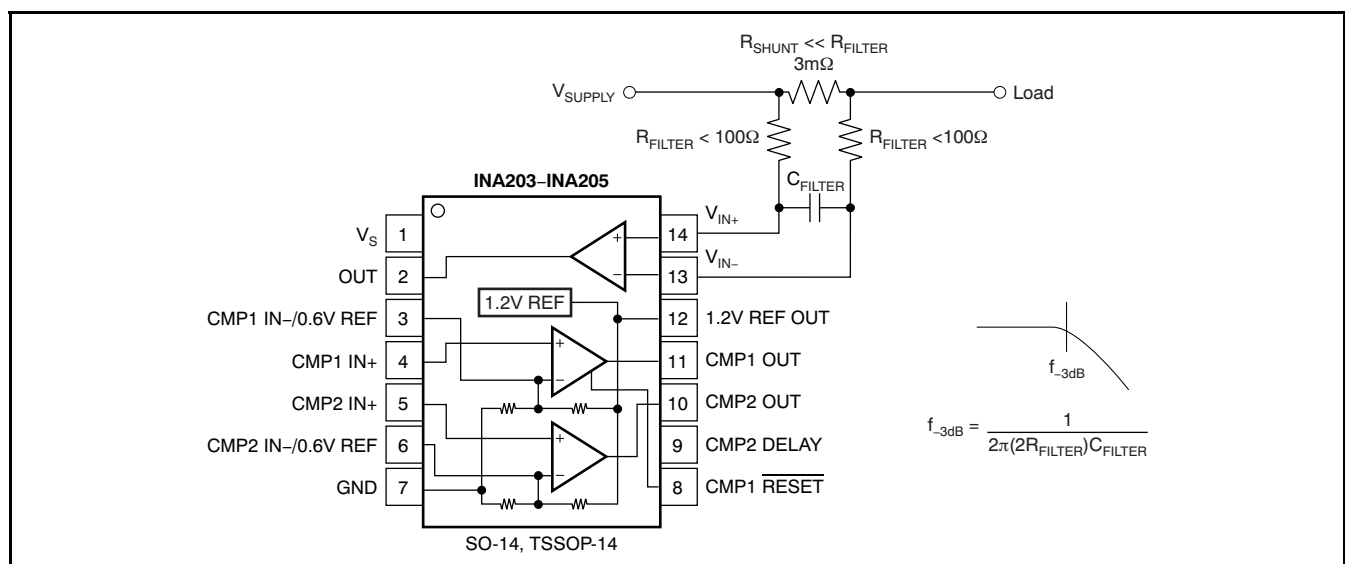 R_SHUNT << R_FILTER
3mΩ
V_SUPPLY
Load
R_FILTER < 100Ω
R_FILTER <100Ω
C_FILTER
INA203–INA205
V_IN+
V_IN–
V_S 1
OUT 2
CMP1 IN–/0.6V REF 3
CMP1 IN+ 4
CMP2 IN+ 5
CMP2 IN–/0.6V REF 6
GND 7
1.2V REF
+
–
+
–
+
–
14
13
12 1.2V REF OUT
11 CMP1 OUT
10 CMP2 OUT
9 CMP2 DELAY
8 CMP1 R̅E̅S̅E̅T̅
SO-14, TSSOP-14
f_–3dB
f_–3dB = 1
2π(2R_FILTER)C_FILTER